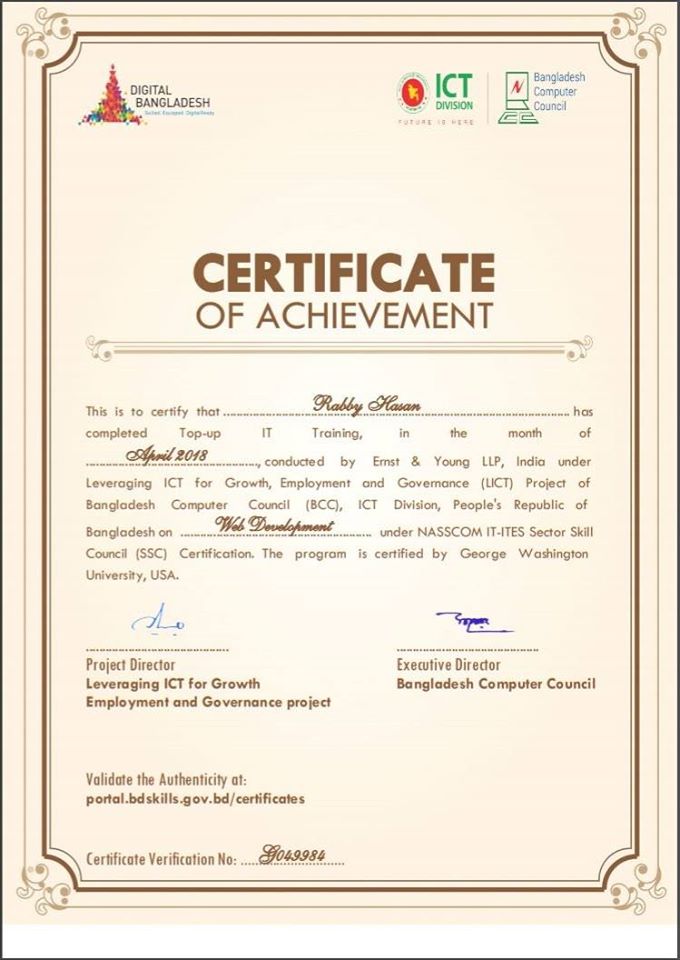 DIGITAL
BANGLADESH
ICT
DIVISION
FUTURE IS HERE
Bangladesh
Computer
Council
CERTIFICATE
OF ACHIEVEMENT
This is to certify that Rabby Hasan has
completed Top-up IT Training, in the month of
April 2018, conducted by Ernst & Young LLP, India under
Leveraging ICT for Growth, Employment and Governance (LICT) Project of
Bangladesh Computer Council (BCC), ICT Division, People's Republic of
Bangladesh on Web Development under NASSCOM IT-ITES Sector Skill
Council (SSC) Certification. The program is certified by George Washington
University, USA.
Project Director
Leveraging ICT for Growth
Employment and Governance project
Executive Director
Bangladesh Computer Council
Validate the Authenticity at:
portal.bdskills.gov.bd/certificates
Certificate Verification No: G049984